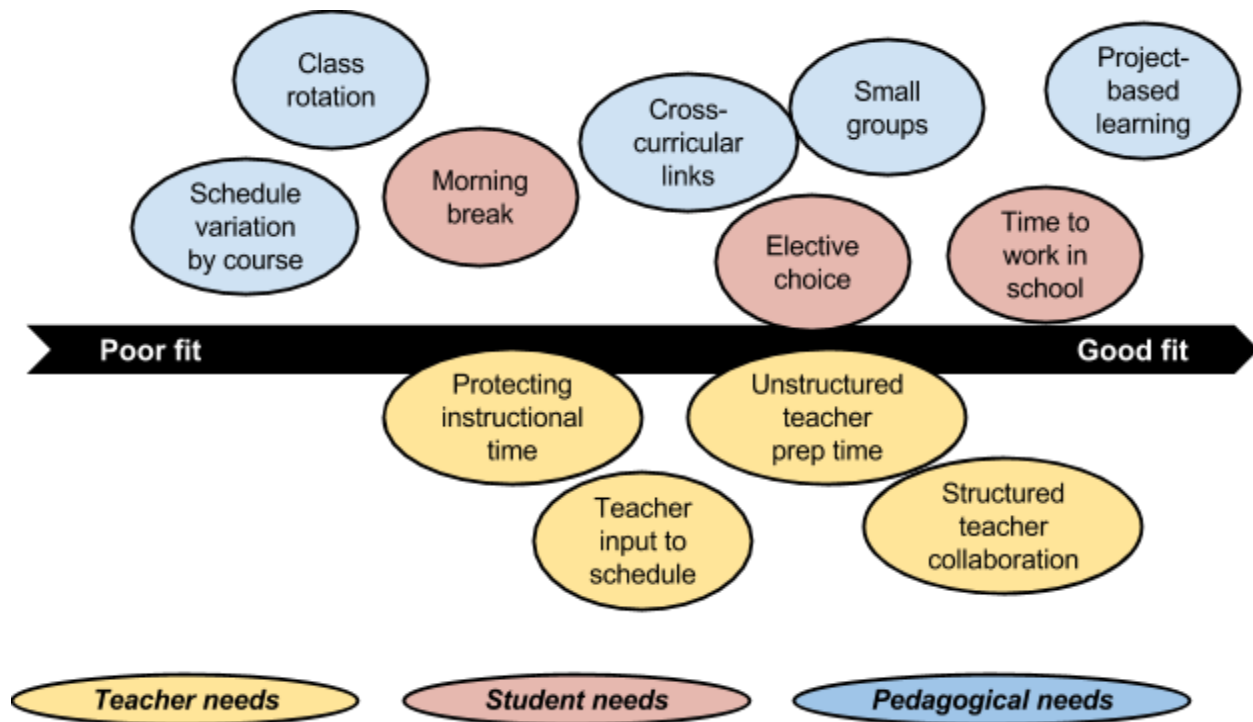 Class
rotation
Schedule
variation
by course
Morning
break
Cross-
curricular
links
Small
groups
Project-
based
learning
Elective
choice
Time to
work in
school
Poor fit
Good fit
Protecting
instructional
time
Unstructured
teacher
prep time
Teacher
input to
schedule
Structured
teacher
collaboration
Teacher needs
Student needs
Pedagogical needs